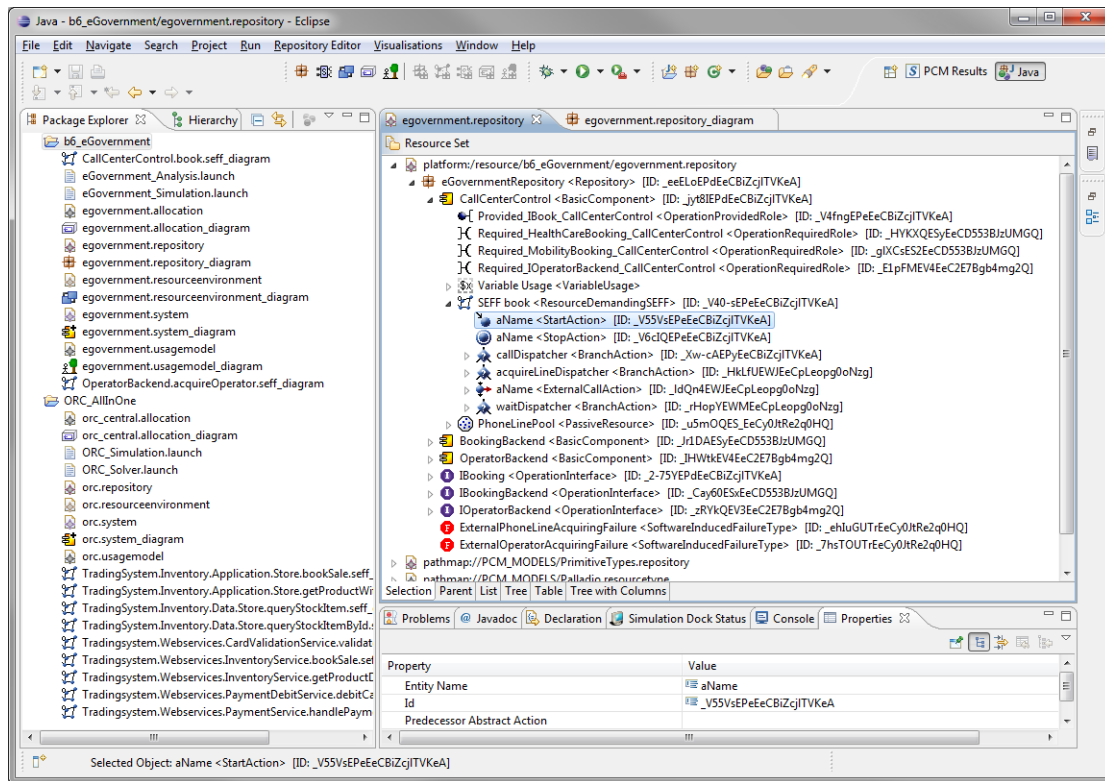 Java - b6_eGovernment/egovernment.repository - Eclipse
File Edit Navigate Search Project Run Repository Editor Visualisations Window Help
PCM Results Java
Package Explorer Hierarchy
b6_eGovernment
CallCenterControl.book.seff_diagram
eGovernment_Analysis.launch
eGovernment_Simulation.launch
egovernment.allocation
egovernment.allocation_diagram
egovernment.repository
egovernment.repository_diagram
egovernment.resourceenvironment
egovernment.resourceenvironment_diagram
egovernment.system
egovernment.system_diagram
egovernment.usagemodel
egovernment.usagemodel_diagram
OperatorBackend.acquireOperator.seff_diagram
ORC_AllInOne
orc_central.allocation
orc_central.allocation_diagram
ORC_Simulation.launch
ORC_Solver.launch
orc.repository
orc.resourceenvironment
orc.system
orc.system_diagram
orc.usagemodel
TradingSystem.Inventory.Application.Store.bookSale.seff_
TradingSystem.Inventory.Application.Store.getProductWi
TradingSystem.Inventory.Data.Store.queryStockItem.seff_
TradingSystem.Inventory.Data.Store.queryStockItemById.s
Tradingsystem.Webservices.CardValidationService.validat
Tradingsystem.Webservices.InventoryService.bookSale.sef
Tradingsystem.Webservices.InventoryService.getProductD
Tradingsystem.Webservices.PaymentDebitService.debitCa
Tradingsystem.Webservices.PaymentService.handlePaym
egovernment.repository egovernment.repository_diagram
Resource Set
platform:/resource/b6_eGovernment/egovernment.repository
eGovernmentRepository <Repository> [ID: _eeELoEPdEeCBiZcjITVKeA]
CallCenterControl <BasicComponent> [ID: _jyt8IEPdEeCBiZcjITVKeA]
Provided_IBook_CallCenterControl <OperationProvidedRole> [ID: _V4fngEPeEeCBiZcjITVKeA]
Required_HealthCareBooking_CallCenterControl <OperationRequiredRole> [ID: _HYKXQESyEeCD553BJzUMGQ]
Required_MobilityBooking_CallCenterControl <OperationRequiredRole> [ID: _glXCsES2EeCD553BJzUMGQ]
Required_IOperatorBackend_CallCenterControl <OperationRequiredRole> [ID: _E1pFMEV4EeC2E7Bgb4mg2Q]
Variable Usage <VariableUsage>
SEFF book <ResourceDemandingSEFF> [ID: _V40-sEPeEeCBiZcjITVKeA]
aName <StartAction> [ID: _V55VsEPeEeCBiZcjITVKeA]
aName <StopAction> [ID: _V6cIQEPeEeCBiZcjITVKeA]
callDispatcher <BranchAction> [ID: _Xw-cAEPyEeCBiZcjITVKeA]
acquireLineDispatcher <BranchAction> [ID: _HkLfUEWJEeCpLeopg0oNzg]
aName <ExternalCallAction> [ID: _IdQn4EWJEeCpLeopg0oNzg]
waitDispatcher <BranchAction> [ID: _rHopYEWMEeCpLeopg0oNzg]
PhoneLinePool <PassiveResource> [ID: _u5mOQES_EeCy0JtRe2q0HQ]
BookingBackend <BasicComponent> [ID: _Jr1DAESyEeCD553BJzUMGQ]
OperatorBackend <BasicComponent> [ID: _IHWtkEV4EeC2E7Bgb4mg2Q]
IBooking <OperationInterface> [ID: _2-75YEPdEeCBiZcjITVKeA]
IBookingBackend <OperationInterface> [ID: _Cay60ESxEeCD553BJzUMGQ]
IOperatorBackend <OperationInterface> [ID: _zRYkQEV3EeC2E7Bgb4mg2Q]
ExternalPhoneLineAcquiringFailure <SoftwareInducedFailureType> [ID: _ehIuGUTrEeCy0JtRe2q0HQ]
ExternalOperatorAcquiringFailure <SoftwareInducedFailureType> [ID: _7hsTOUTrEeCy0JtRe2q0HQ]
pathmap://PCM_MODELS/PrimitiveTypes.repository
pathmap://PCM_MODELS/Palladio.resourcetype
Selection Parent List Tree Table Tree with Columns
Problems Javadoc Declaration Simulation Dock Status Console Properties
Property Value
Entity Name aName
Id _V55VsEPeEeCBiZcjITVKeA
Predecessor Abstract Action
Selected Object: aName <StartAction> [ID: _V55VsEPeEeCBiZcjITVKeA]